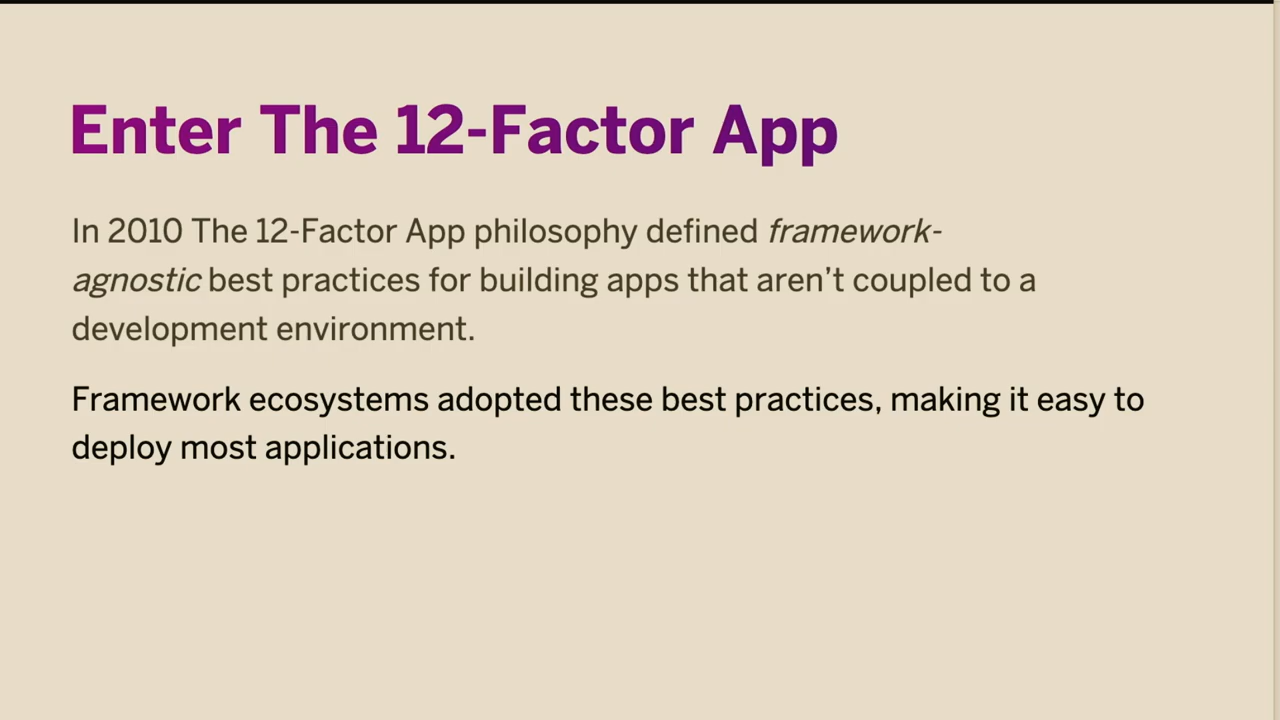 Enter The 12-Factor App
In 2010 The 12-Factor App philosophy defined framework-
agnostic best practices for building apps that aren’t coupled to a
development environment.
Framework ecosystems adopted these best practices, making it easy to
deploy most applications.